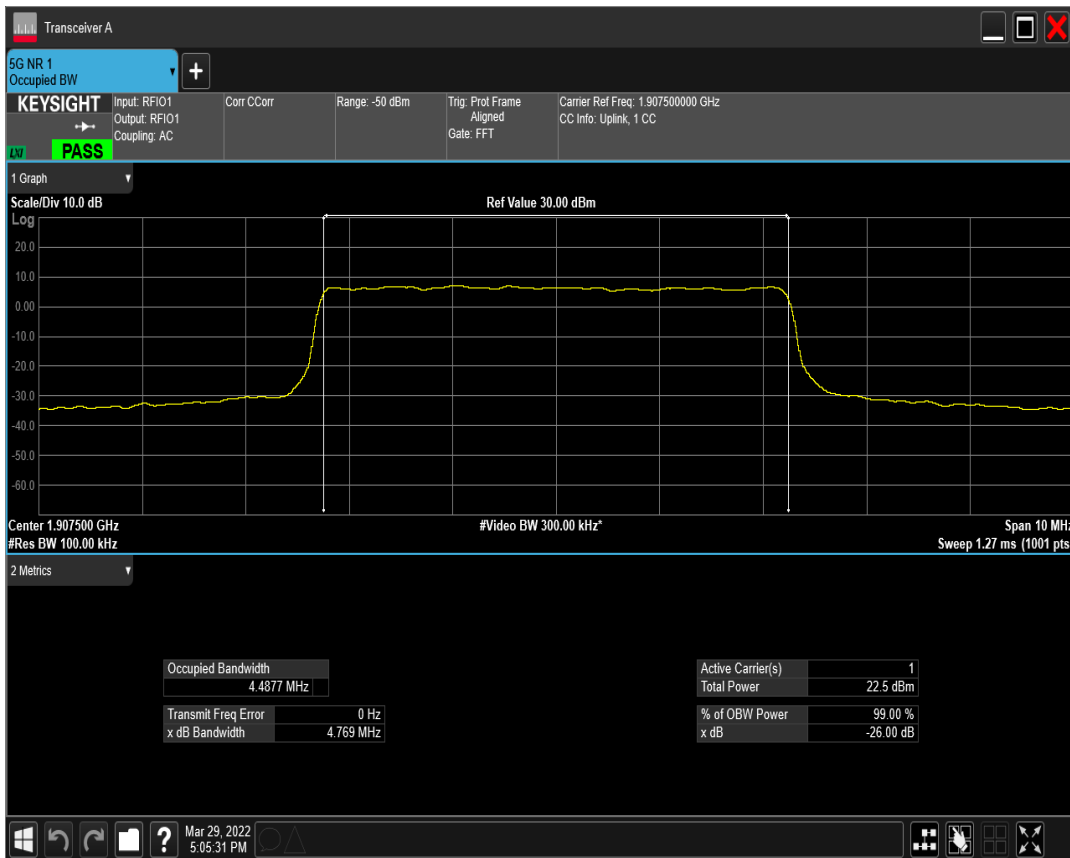 Transceiver A
5G NR 1
Occupied BW
+
KEYSIGHT
LXI
PASS
Input: RFIO1
Output: RFIO1
Coupling: AC
Corr CCorr
Range: -50 dBm
Trig: Prot Frame
Aligned
Gate: FFT
Carrier Ref Freq: 1.907500000 GHz
CC Info: Uplink, 1 CC
1 Graph
Scale/Div 10.0 dB
Ref Value 30.00 dBm
Log
20.0
10.0
0.00
-10.0
-20.0
-30.0
-40.0
-50.0
-60.0
Center 1.907500 GHz
#Video BW 300.00 kHz*
Span 10 MHz
#Res BW 100.00 kHz
Sweep 1.27 ms (1001 pts
2 Metrics
Occupied Bandwidth
4.4877 MHz
Transmit Freq Error 0 Hz
x dB Bandwidth 4.769 MHz
Active Carrier(s) 1
Total Power 22.5 dBm
% of OBW Power 99.00 %
x dB -26.00 dB
?
Mar 29, 2022
5:05:31 PM